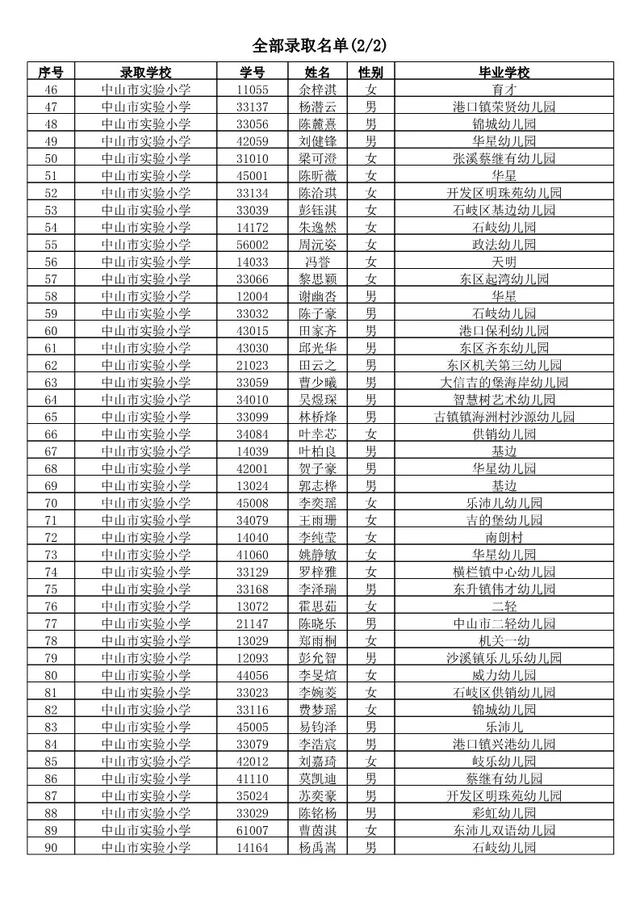 全部录取名单(2/2)
序号 录取学校 学号 姓名 性别 毕业学校
46 中山市实验小学 11055 余梓淇 女 育才
47 中山市实验小学 33137 杨潜云 男 港口镇荣贤幼儿园
48 中山市实验小学 33056 陈麓熹 男 锦城幼儿园
49 中山市实验小学 42059 刘健锋 男 华星幼儿园
50 中山市实验小学 31010 梁可澄 女 张溪蔡继有幼儿园
51 中山市实验小学 45001 陈昕薇 女 华星
52 中山市实验小学 33134 陈洽琪 女 开发区明珠苑幼儿园
53 中山市实验小学 33039 彭钰淇 女 石岐区基边幼儿园
54 中山市实验小学 14172 朱逸然 女 石岐幼儿园
55 中山市实验小学 56002 周沅姿 女 政法幼儿园
56 中山市实验小学 14033 冯誉 女 天明
57 中山市实验小学 33066 黎思颖 女 东区起湾幼儿园
58 中山市实验小学 12004 谢幽沓 男 华星
59 中山市实验小学 33032 陈子豪 男 石岐幼儿园
60 中山市实验小学 43015 田家齐 男 港口保利幼儿园
61 中山市实验小学 43030 邱光华 男 东区齐东幼儿园
62 中山市实验小学 21023 田云之 男 东区机关第三幼儿园
63 中山市实验小学 33059 曹少曦 男 大信吉的堡海岸幼儿园
64 中山市实验小学 34010 吴煜琛 男 智慧树艺术幼儿园
65 中山市实验小学 33099 林桥烽 男 古镇镇海洲村沙源幼儿园
66 中山市实验小学 34084 叶幸芯 女 供销幼儿园
67 中山市实验小学 14039 叶柏良 男 基边
68 中山市实验小学 42001 贺子豪 男 华星幼儿园
69 中山市实验小学 13024 郭志桦 男 基边
70 中山市实验小学 45008 李奕瑶 女 乐沛儿幼儿园
71 中山市实验小学 34079 王雨珊 女 吉的堡幼儿园
72 中山市实验小学 14040 李纯莹 女 南朗村
73 中山市实验小学 41060 姚静敏 女 华星幼儿园
74 中山市实验小学 33129 罗梓雅 女 横栏镇中心幼儿园
75 中山市实验小学 33168 李泽瑞 男 东升镇伟才幼儿园
76 中山市实验小学 13072 霍思茹 女 二轻
77 中山市实验小学 21147 陈晓乐 男 中山市二轻幼儿园
78 中山市实验小学 13029 郑雨桐 女 机关一幼
79 中山市实验小学 12093 彭允智 男 沙溪镇乐儿乐幼儿园
80 中山市实验小学 44056 李旻煊 女 威力幼儿园
81 中山市实验小学 33023 李婉菱 女 石岐区供销幼儿园
82 中山市实验小学 33116 费梦瑶 女 锦城幼儿园
83 中山市实验小学 45005 易钧泽 男 乐沛儿
84 中山市实验小学 33079 李浩宸 男 港口镇兴港幼儿园
85 中山市实验小学 42012 刘嘉琦 女 岐乐幼儿园
86 中山市实验小学 41110 莫凯迪 男 蔡继有幼儿园
87 中山市实验小学 35024 苏奕豪 男 开发区明珠苑幼儿园
88 中山市实验小学 33029 陈铭杨 男 彩虹幼儿园
89 中山市实验小学 61007 曹茵淇 女 东沛儿双语幼儿园
90 中山市实验小学 14164 杨禹嵩 男 石岐幼儿园